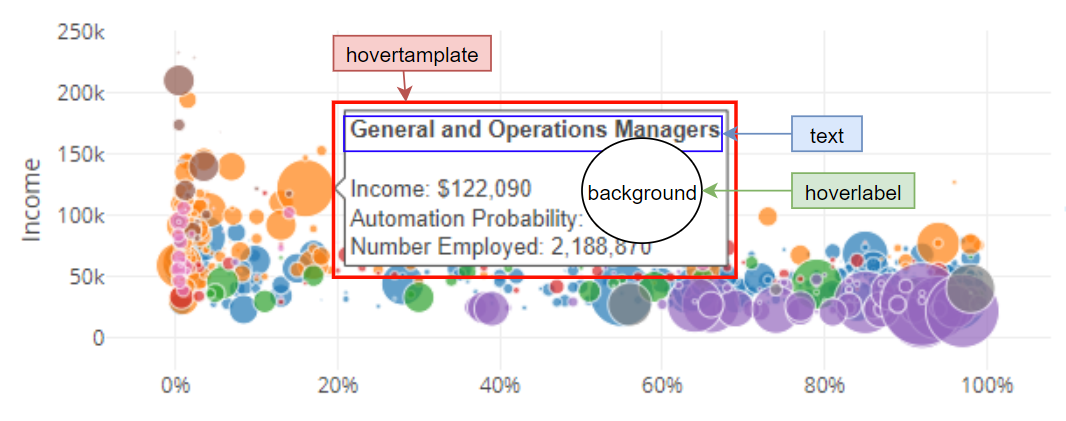 250k
hovertamplate
200k
General and Operations Managers
text
150k
Income: $122,090
background
hoverlabel
Income
100k
Automation Probability:
Number Employed: 2,188,870
50k
0
0%
20%
40%
60%
80%
100%